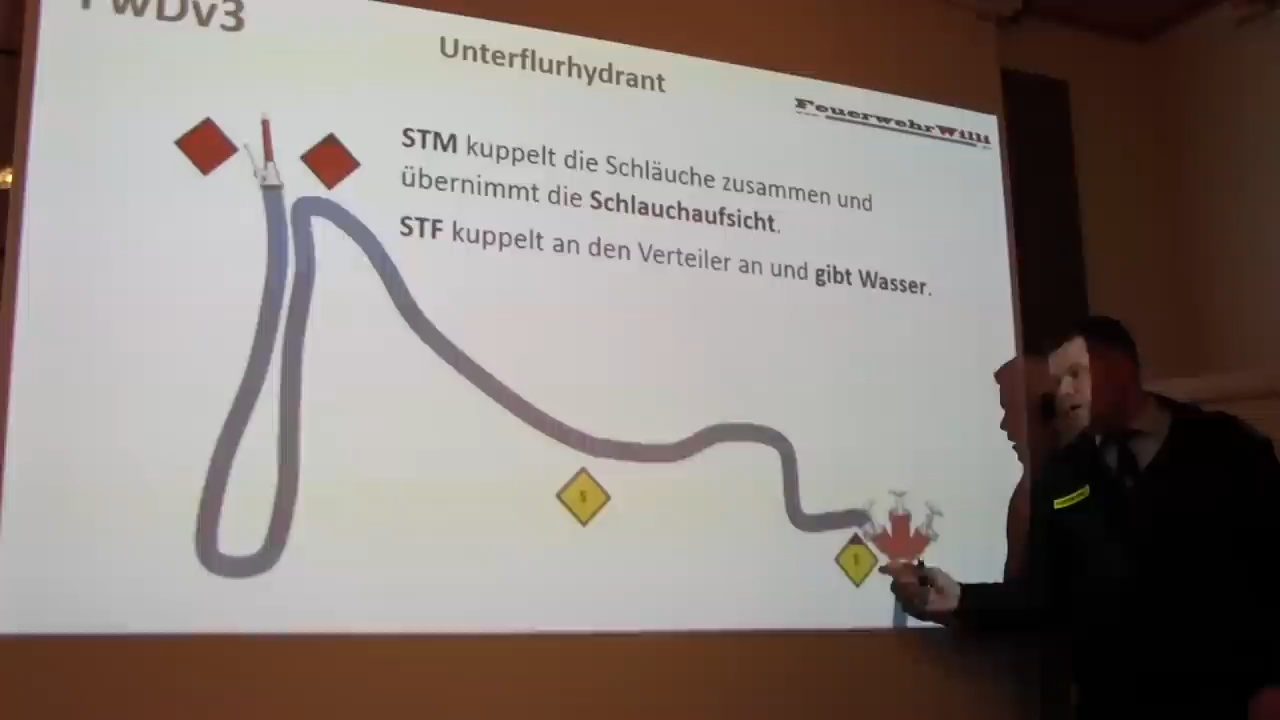 FwDv3
Unterflurhydrant
FeuerwehrWilli
STM kuppelt die Schläuche zusammen und
übernimmt die Schlauchaufsicht.
STF kuppelt an den Verteiler an und gibt Wasser.
S
S